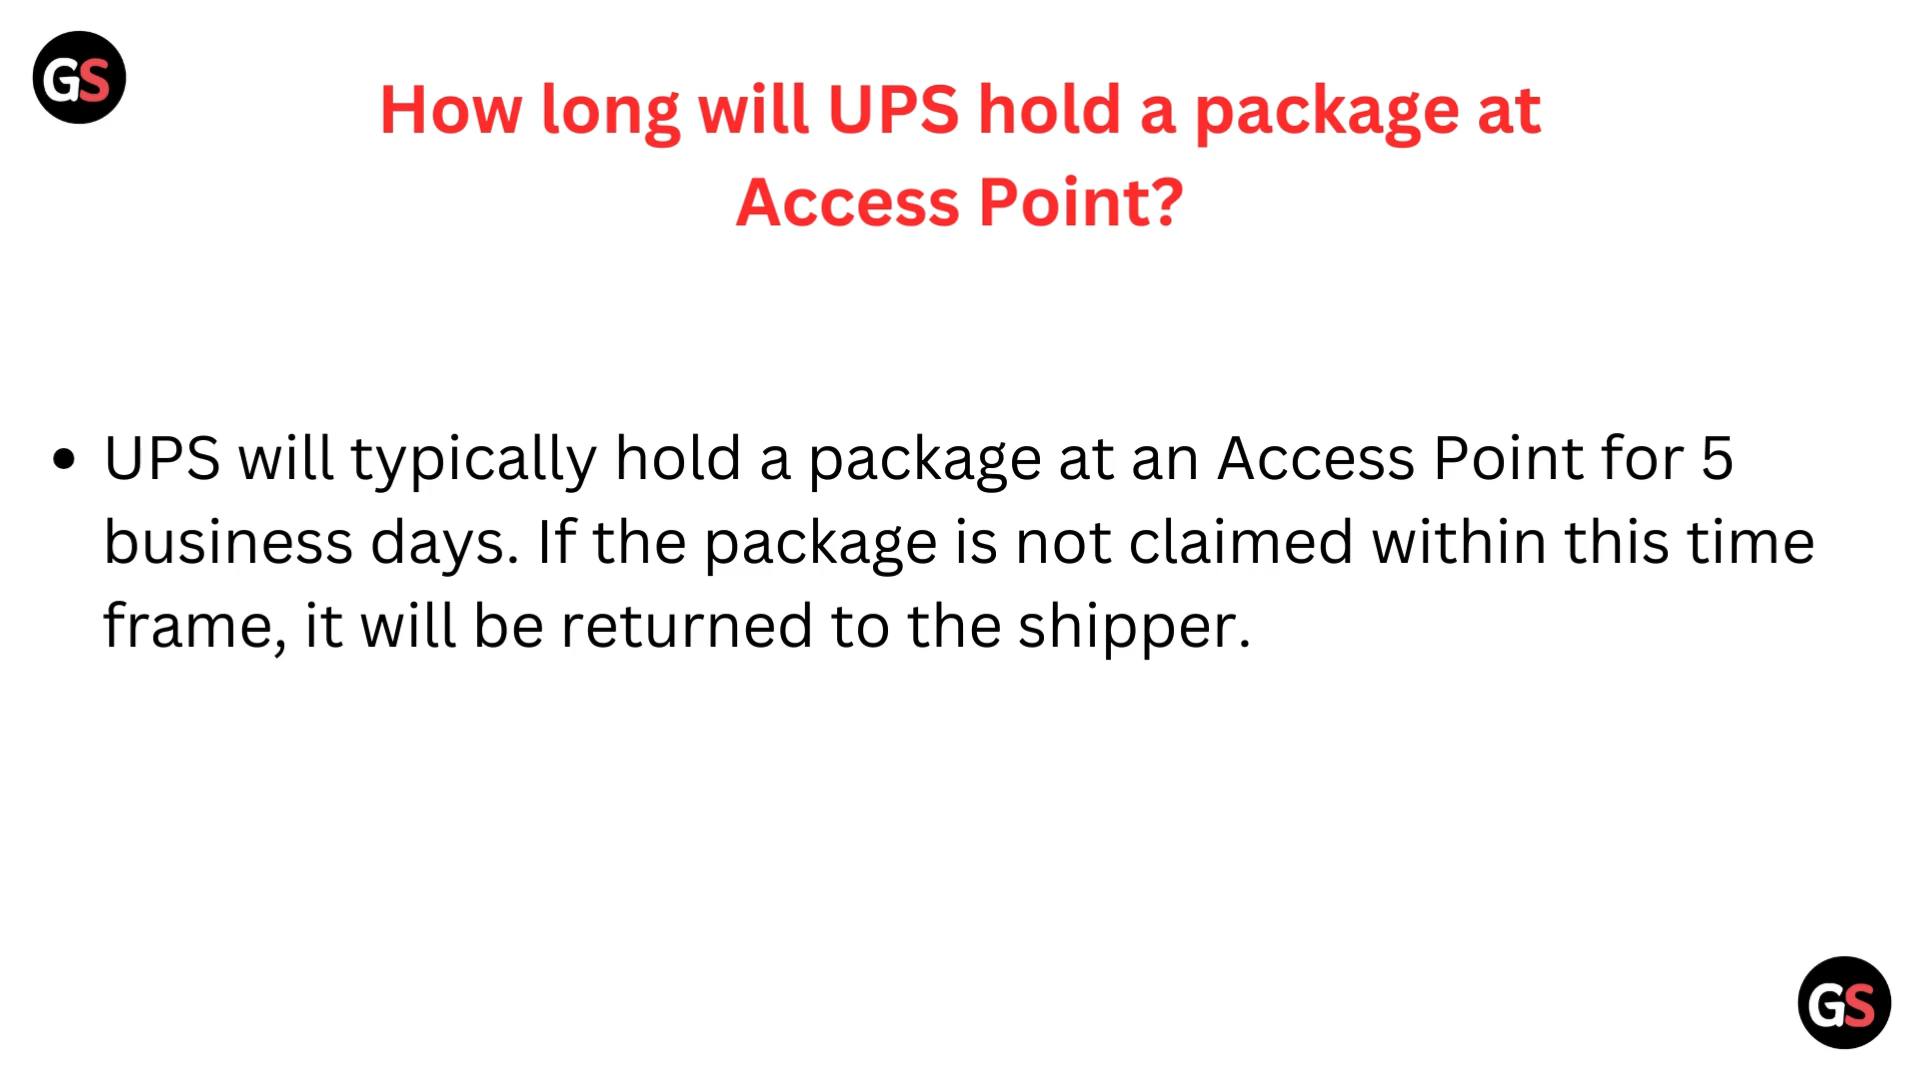 GS
How long will UPS hold a package at
Access Point?
• UPS will typically hold a package at an Access Point for 5
business days. If the package is not claimed within this time
frame, it will be returned to the shipper.
GS